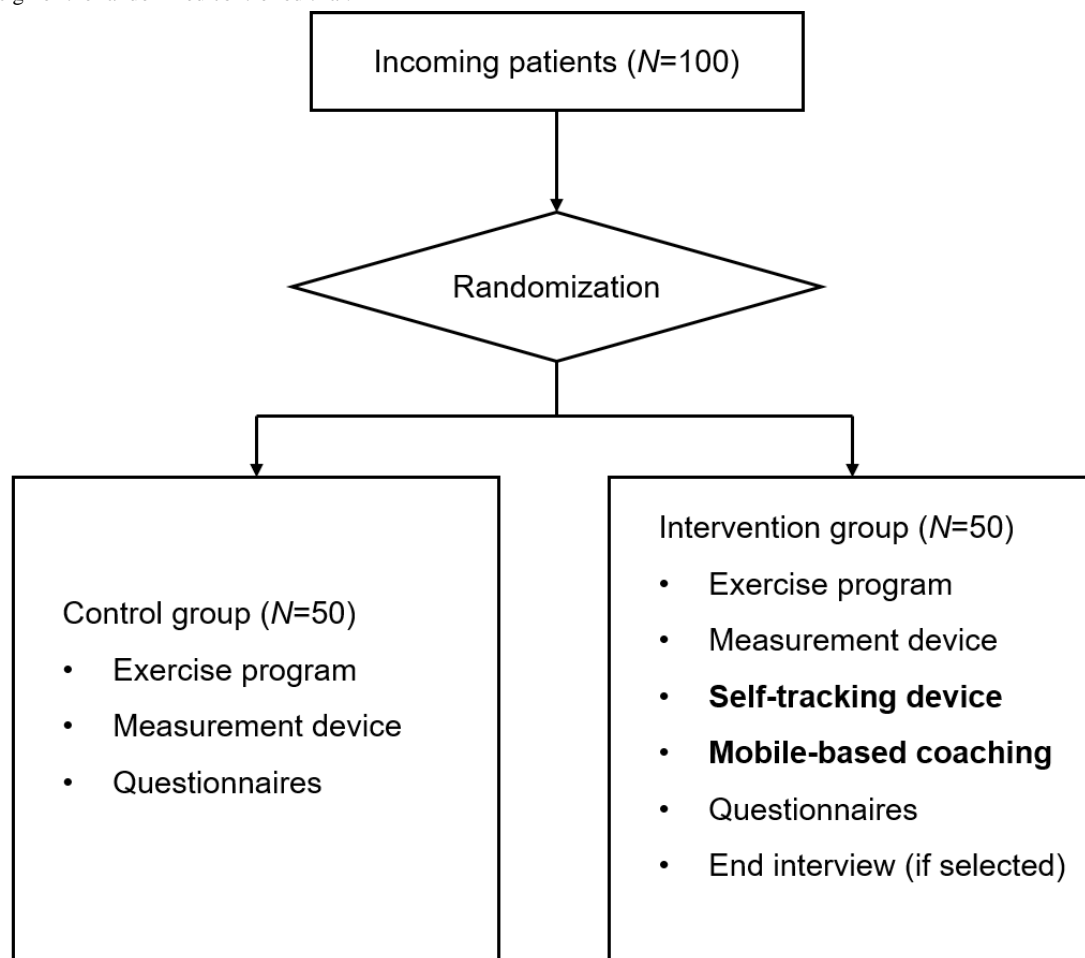 Incoming patients (N=100)
Randomization
Control group (N=50)
• Exercise program
• Measurement device
• Questionnaires
Intervention group (N=50)
• Exercise program
• Measurement device
• Self-tracking device
• Mobile-based coaching
• Questionnaires
• End interview (if selected)